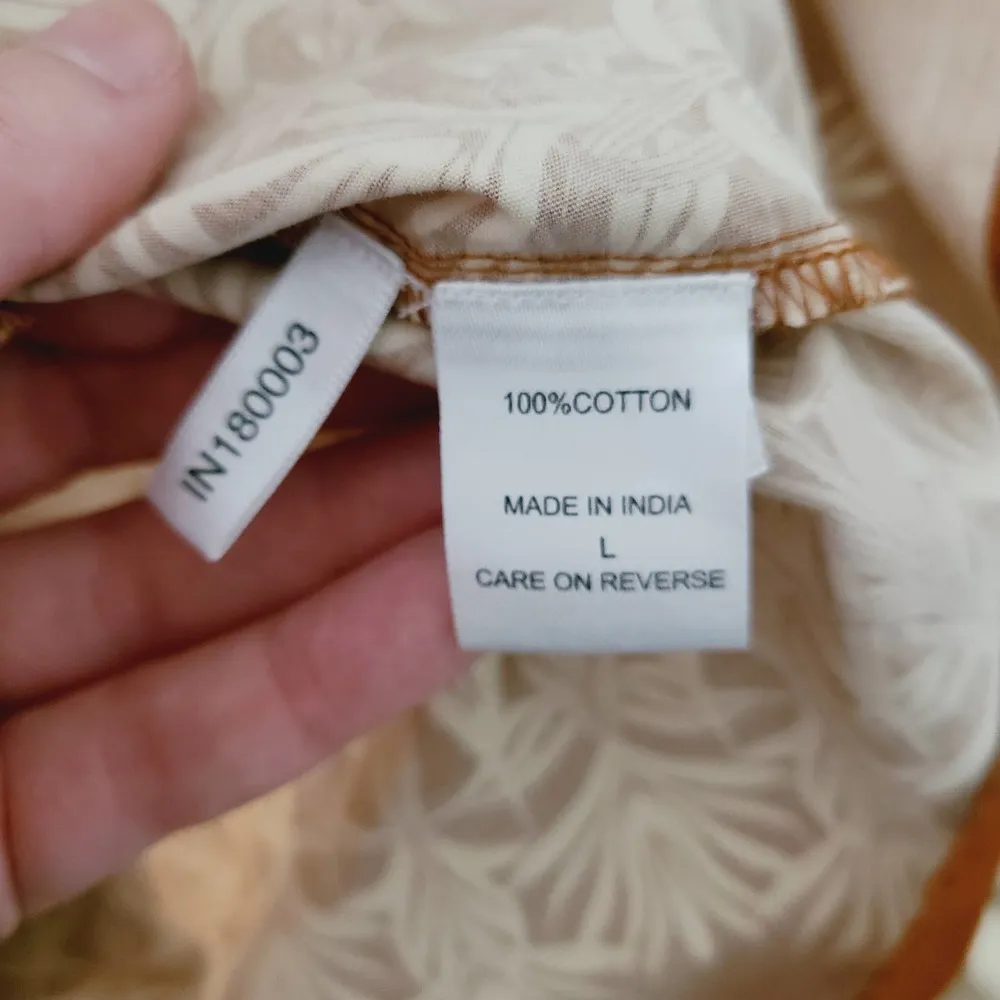 IN180003
100%COTTON
MADE IN INDIA
L
CARE ON REVERSE